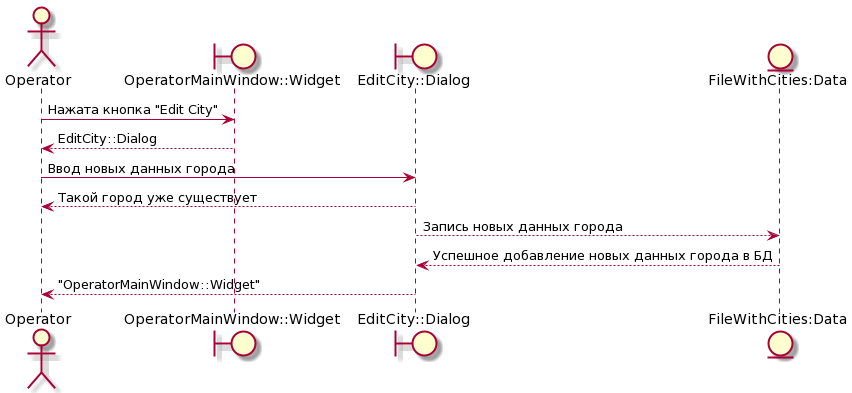 Operator
OperatorMainWindow::Widget
EditCity::Dialog
FileWithCities:Data
Нажата кнопка "Edit City"
EditCity::Dialog
Ввод новых данных города
Такой город уже существует
Запись новых данных города
Успешное добавление новых данных города в БД
"OperatorMainWindow::Widget"
Operator
OperatorMainWindow::Widget
EditCity::Dialog
FileWithCities:Data